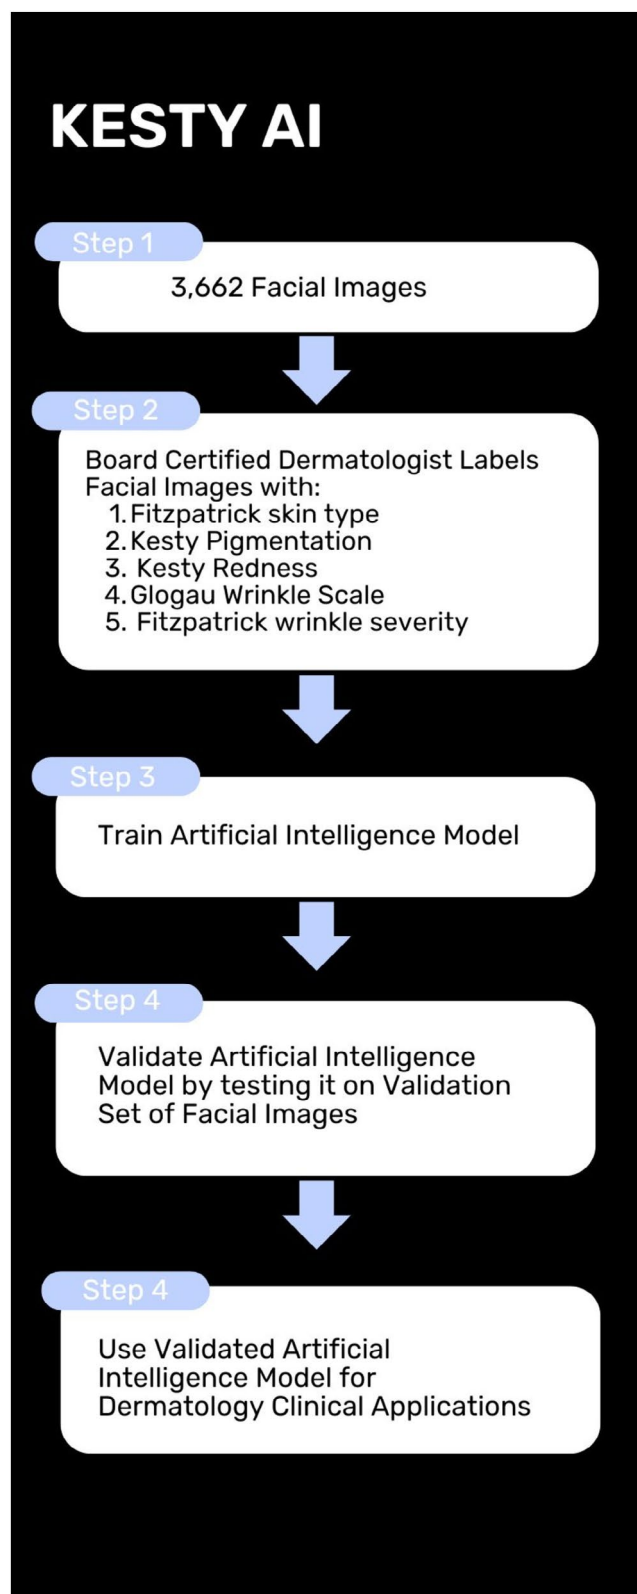 KESTY AI
Step 1
3,662 Facial Images
Step 2
Board Certified Dermatologist Labels
Facial Images with:
1. Fitzpatrick skin type
2. Kesty Pigmentation
3. Kesty Redness
4. Glogau Wrinkle Scale
5. Fitzpatrick wrinkle severity
Step 3
Train Artificial Intelligence Model
Step 4
Validate Artificial Intelligence
Model by testing it on Validation
Set of Facial Images
Step 4
Use Validated Artificial
Intelligence Model for
Dermatology Clinical Applications